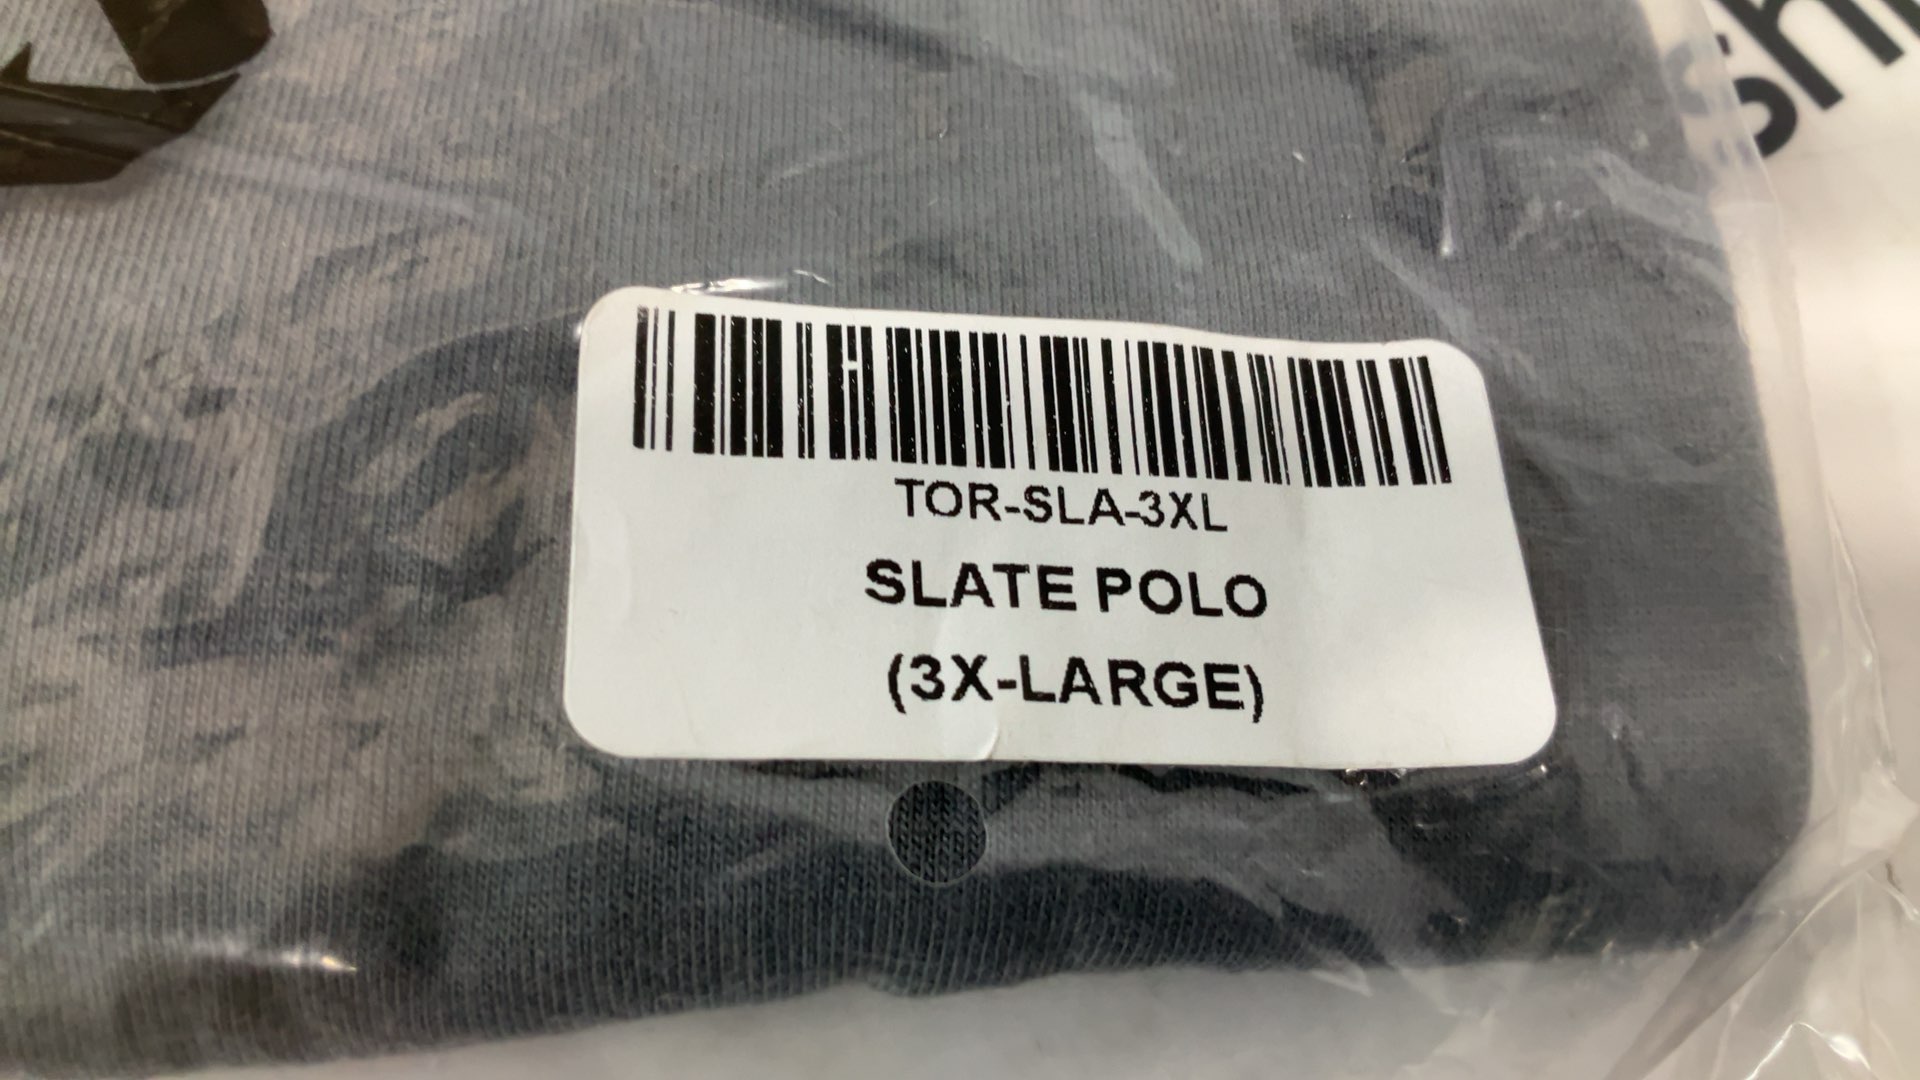 TOR-SLA-3XL
SLATE POLO
(3X-LARGE)